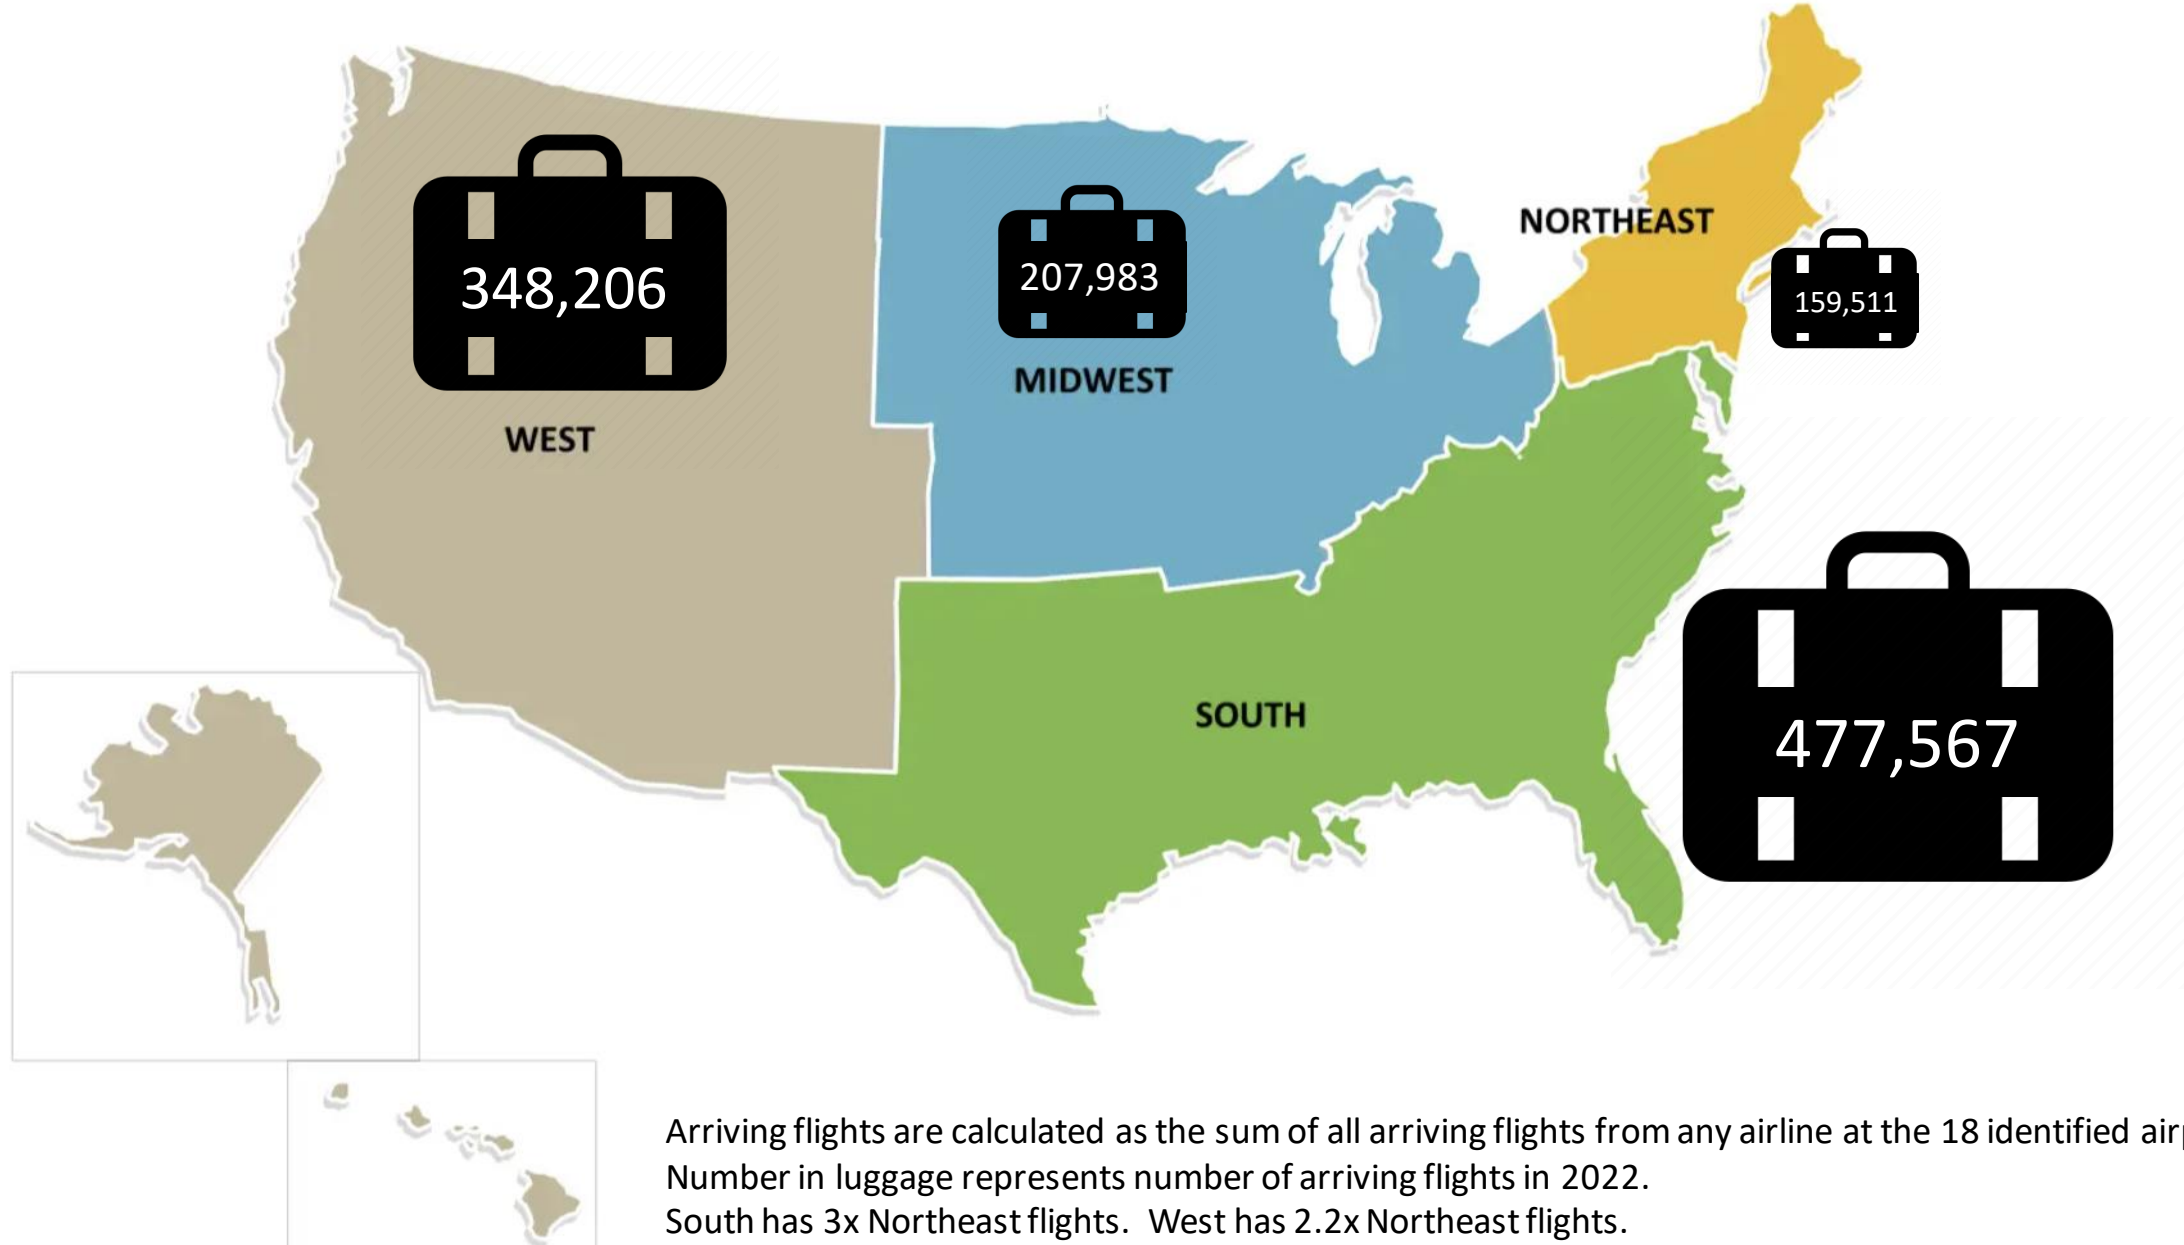 NORTHEAST
348,206
207,983
159,511
MIDWEST
WEST
SOUTH
477,567
Arriving flights are calculated as the sum of all arriving flights from any airline at the 18 identified
Number in luggage represents number of arriving flights in 2022.
South has 3x Northeast flights. West has 2.2x Northeast flights.